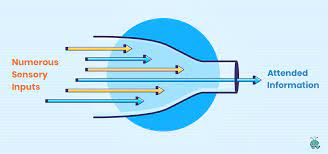 Numerous
Sensory
Inputs
Attended
Information